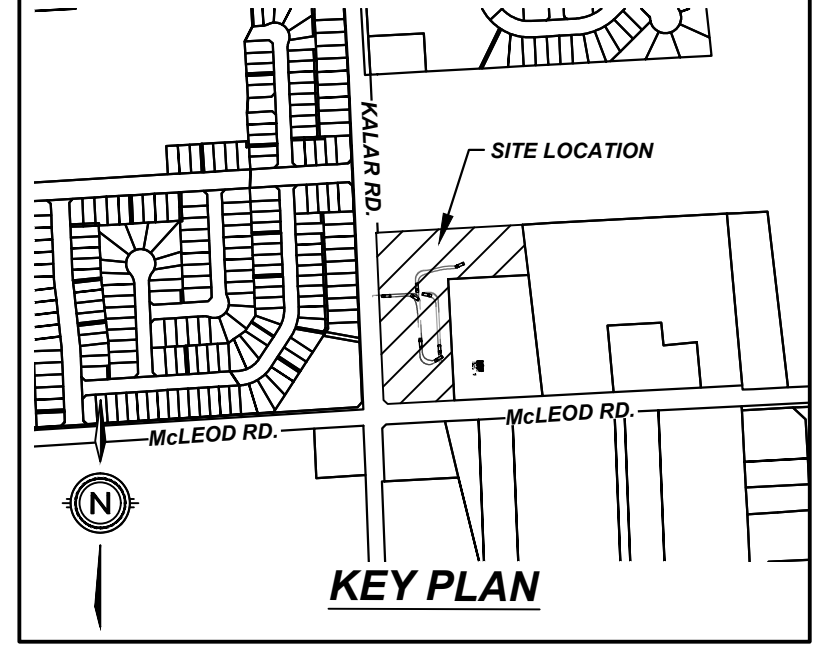 KALAR RD.
SITE LOCATION
McLEOD RD.
McLEOD RD.
N
KEY PLAN